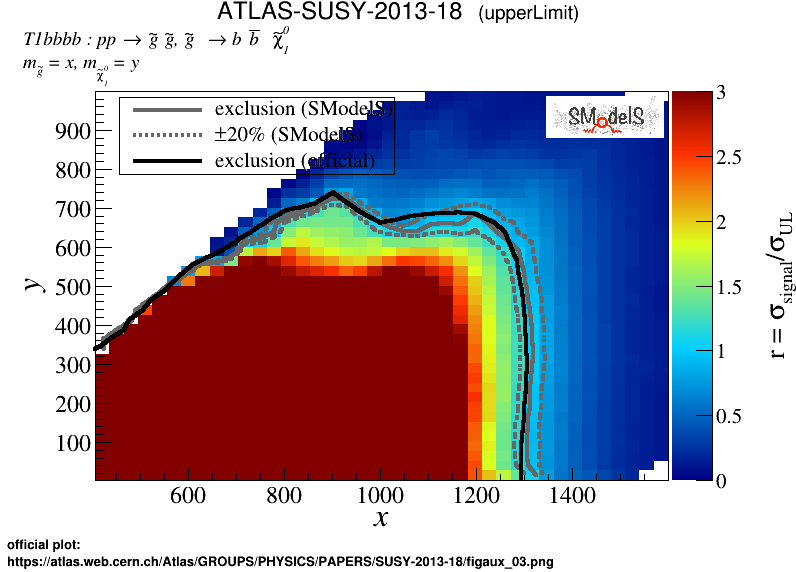 ATLAS-SUSY-2013-18 (upperLimit)
T1bbbb : pp → g̃ g̃, g̃ → b b̅ χ̃₁⁰
m_g̃ = x, m_χ̃₁⁰ = y
exclusion (SModelS)
±20% (SModelS)
exclusion (official)
SModelS
900
800
700
600
500
400
300
200
100
y
600 800 1000 1200 1400
x
3
2.5
2
1.5
1
0.5
0
r = σ_signal/σ_UL
official plot:
https://atlas.web.cern.ch/Atlas/GROUPS/PHYSICS/PAPERS/SUSY-2013-18/figaux_03.png